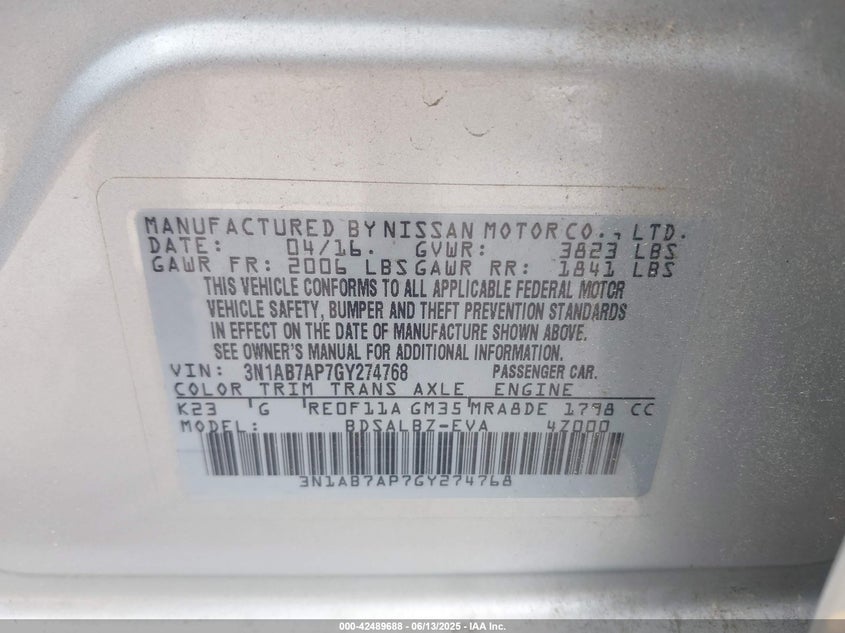 MANUFACTURED BY NISSAN MOTOR CO., LTD.
DATE: 04/16. GVWR: 3823 LBS
GAWR FR: 2006 LBS GAWR RR: 1841 LBS
THIS VEHICLE CONFORMS TO ALL APPLICABLE FEDERAL MOTOR
VEHICLE SAFETY, BUMPER AND THEFT PREVENTION STANDARDS
IN EFFECT ON THE DATE OF MANUFACTURE SHOWN ABOVE.
SEE OWNER'S MANUAL FOR ADDITIONAL INFORMATION.
VIN: 3N1AB7AP7GY274768 PASSENGER CAR.
COLOR TRIM TRANS AXLE ENGINE
K23 G RE0F11A GM35 MRA8DE 1798 CC
MODEL: BDSALBZ-EVA 4Z000
3N1AB7AP7GY274768
000-42489688 - 06/13/2025 - IAA Inc.